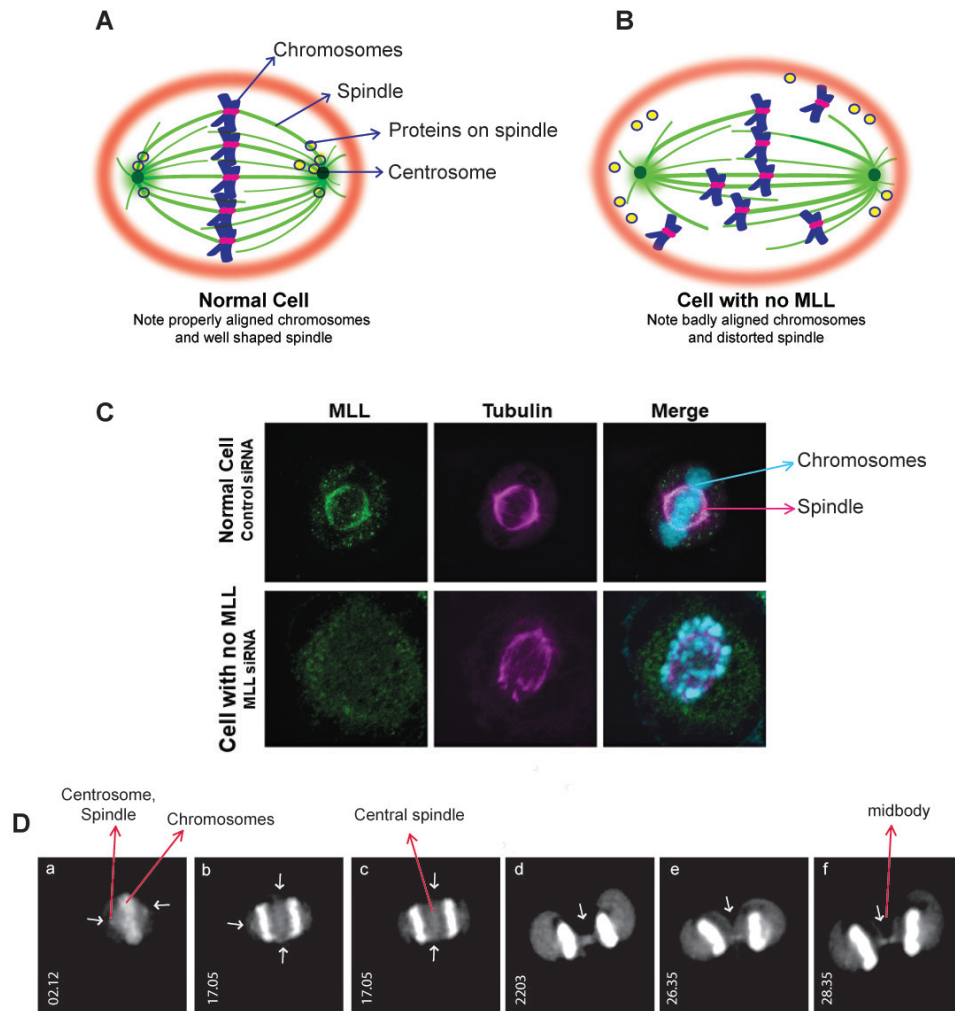 A
B
Chromosomes
Spindle
Proteins on spindle
Centrosome
Normal Cell
Note properly aligned chromosomes
and well shaped spindle
Cell with no MLL
Note badly aligned chromosomes
and distorted spindle
C
MLL
Tubulin
Merge
Normal Cell
Control siRNA
Chromosomes
Spindle
Cell with no MLL
MLL siRNA
D
Centrosome,
Spindle
Chromosomes
Central spindle
midbody
a
b
c
d
e
f
02.12
17.05
17.05
2203
26.35
28.35